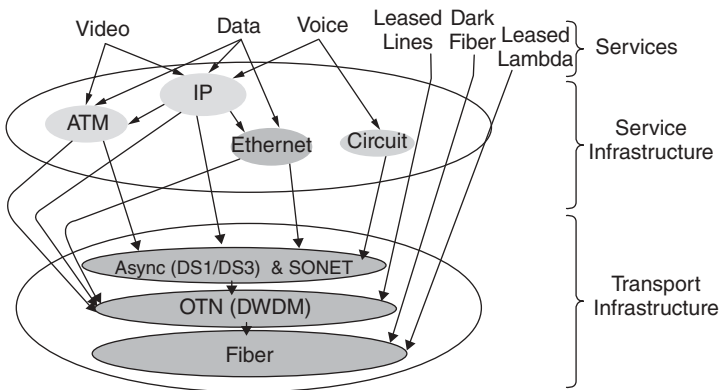 Video
Data
Voice
Leased
Lines
Dark
Fiber
Leased
Lambda
Services
IP
ATM
Ethernet
Circuit
Service
Infrastructure
Async (DS1/DS3) & SONET
OTN (DWDM)
Fiber
Transport
Infrastructure